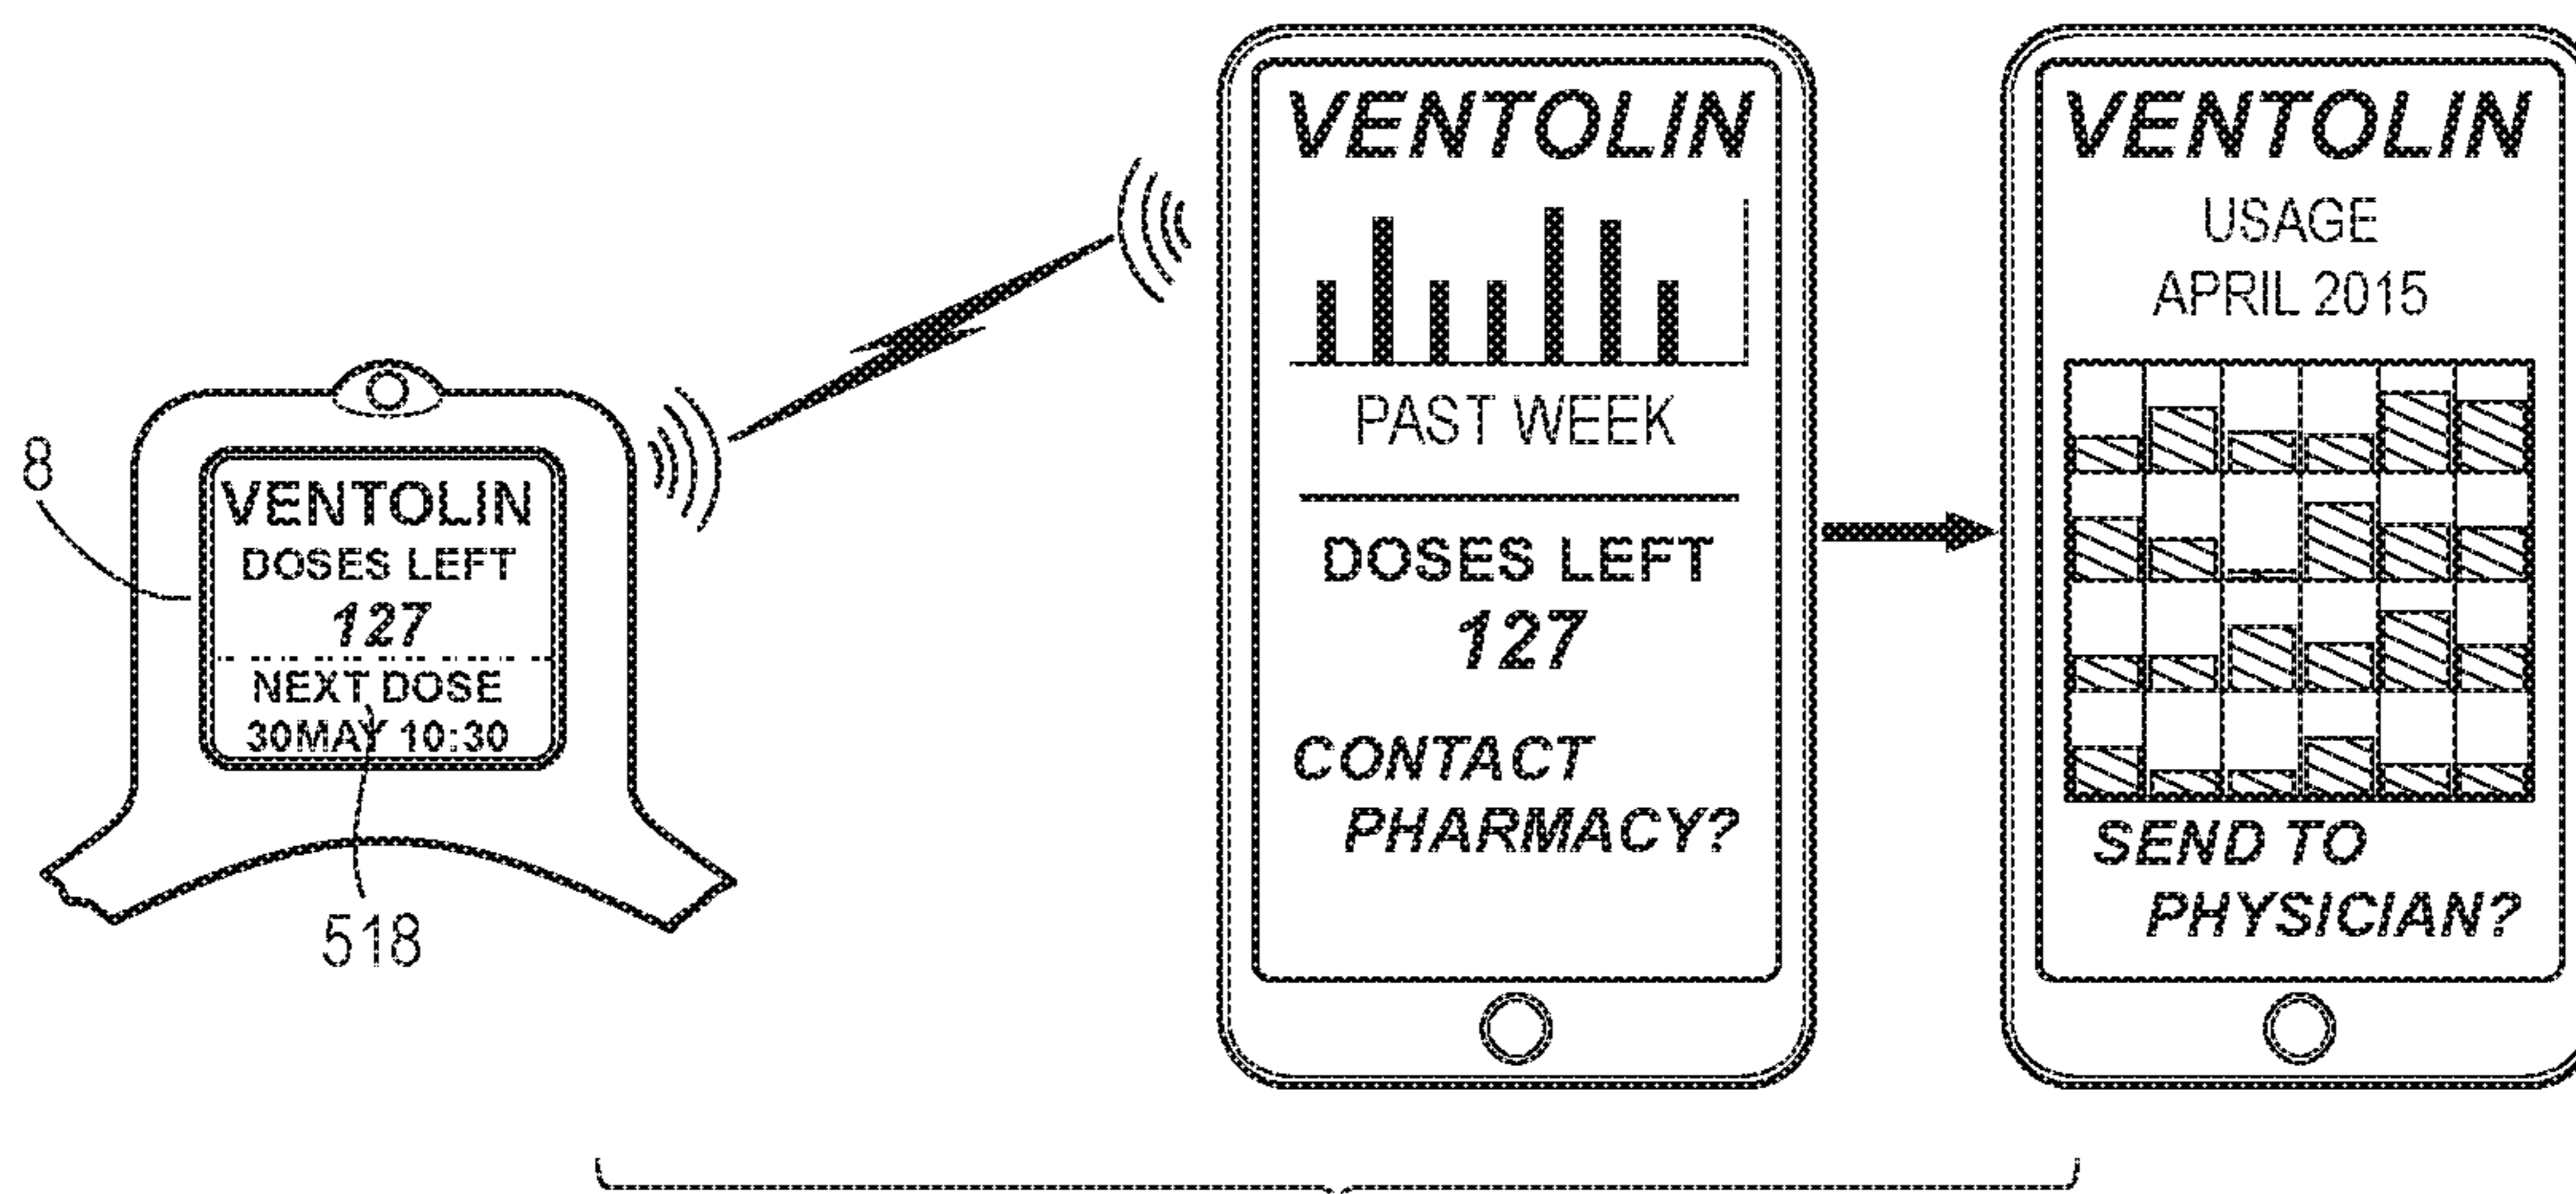 8
VENTOLIN
DOSES LEFT
127
NEXT DOSE
30MAY 10:30
518
VENTOLIN
PAST WEEK
DOSES LEFT
127
CONTACT
PHARMACY?
VENTOLIN
USAGE
APRIL 2015
SEND TO
PHYSICIAN?